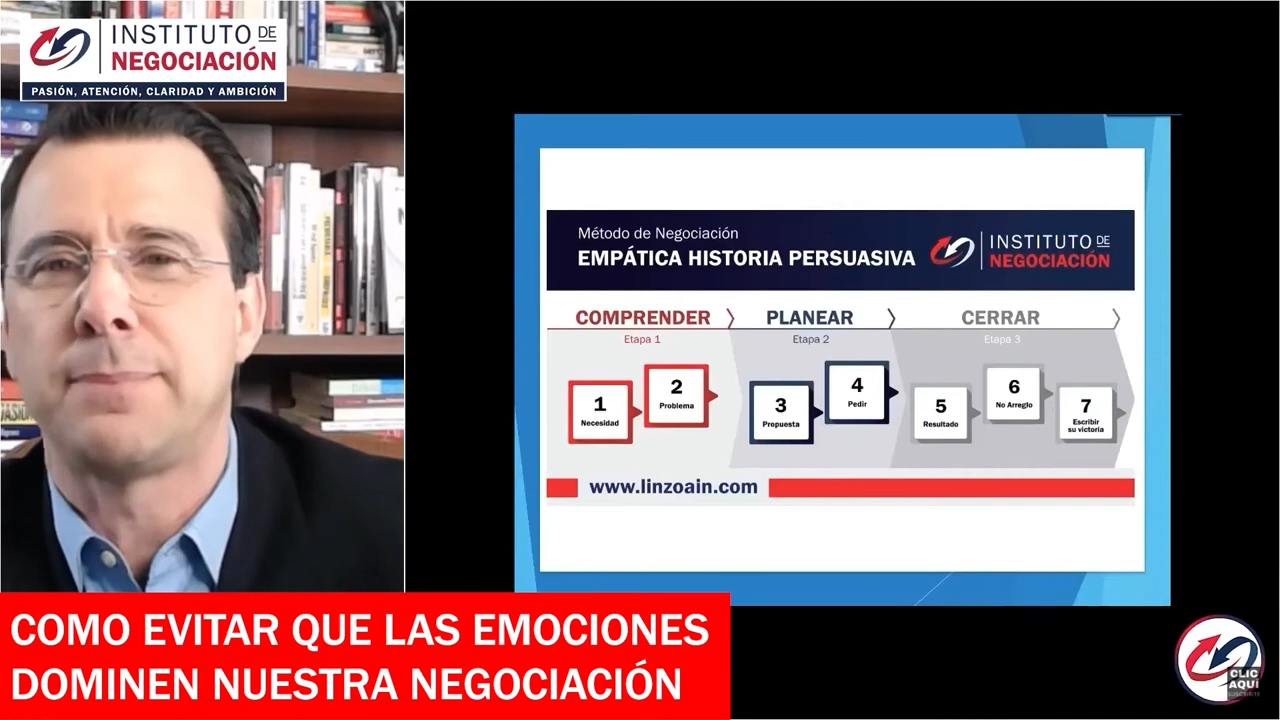 INSTITUTO DE
NEGOCIACIÓN
PASIÓN, ATENCIÓN, CLARIDAD Y AMBICIÓN
Método de Negociación
EMPÁTICA HISTORIA PERSUASIVA
INSTITUTO DE
NEGOCIACIÓN
COMPRENDER
Etapa 1
PLANEAR
Etapa 2
CERRAR
Etapa 3
1
Necesidad
2
Problema
3
Propuesta
4
Pedir
5
Resultado
6
No Arreglo
7
Escribir
su victoria
www.linzoain.com
COMO EVITAR QUE LAS EMOCIONES
DOMINEN NUESTRA NEGOCIACIÓN
CLIC
AQUÍ